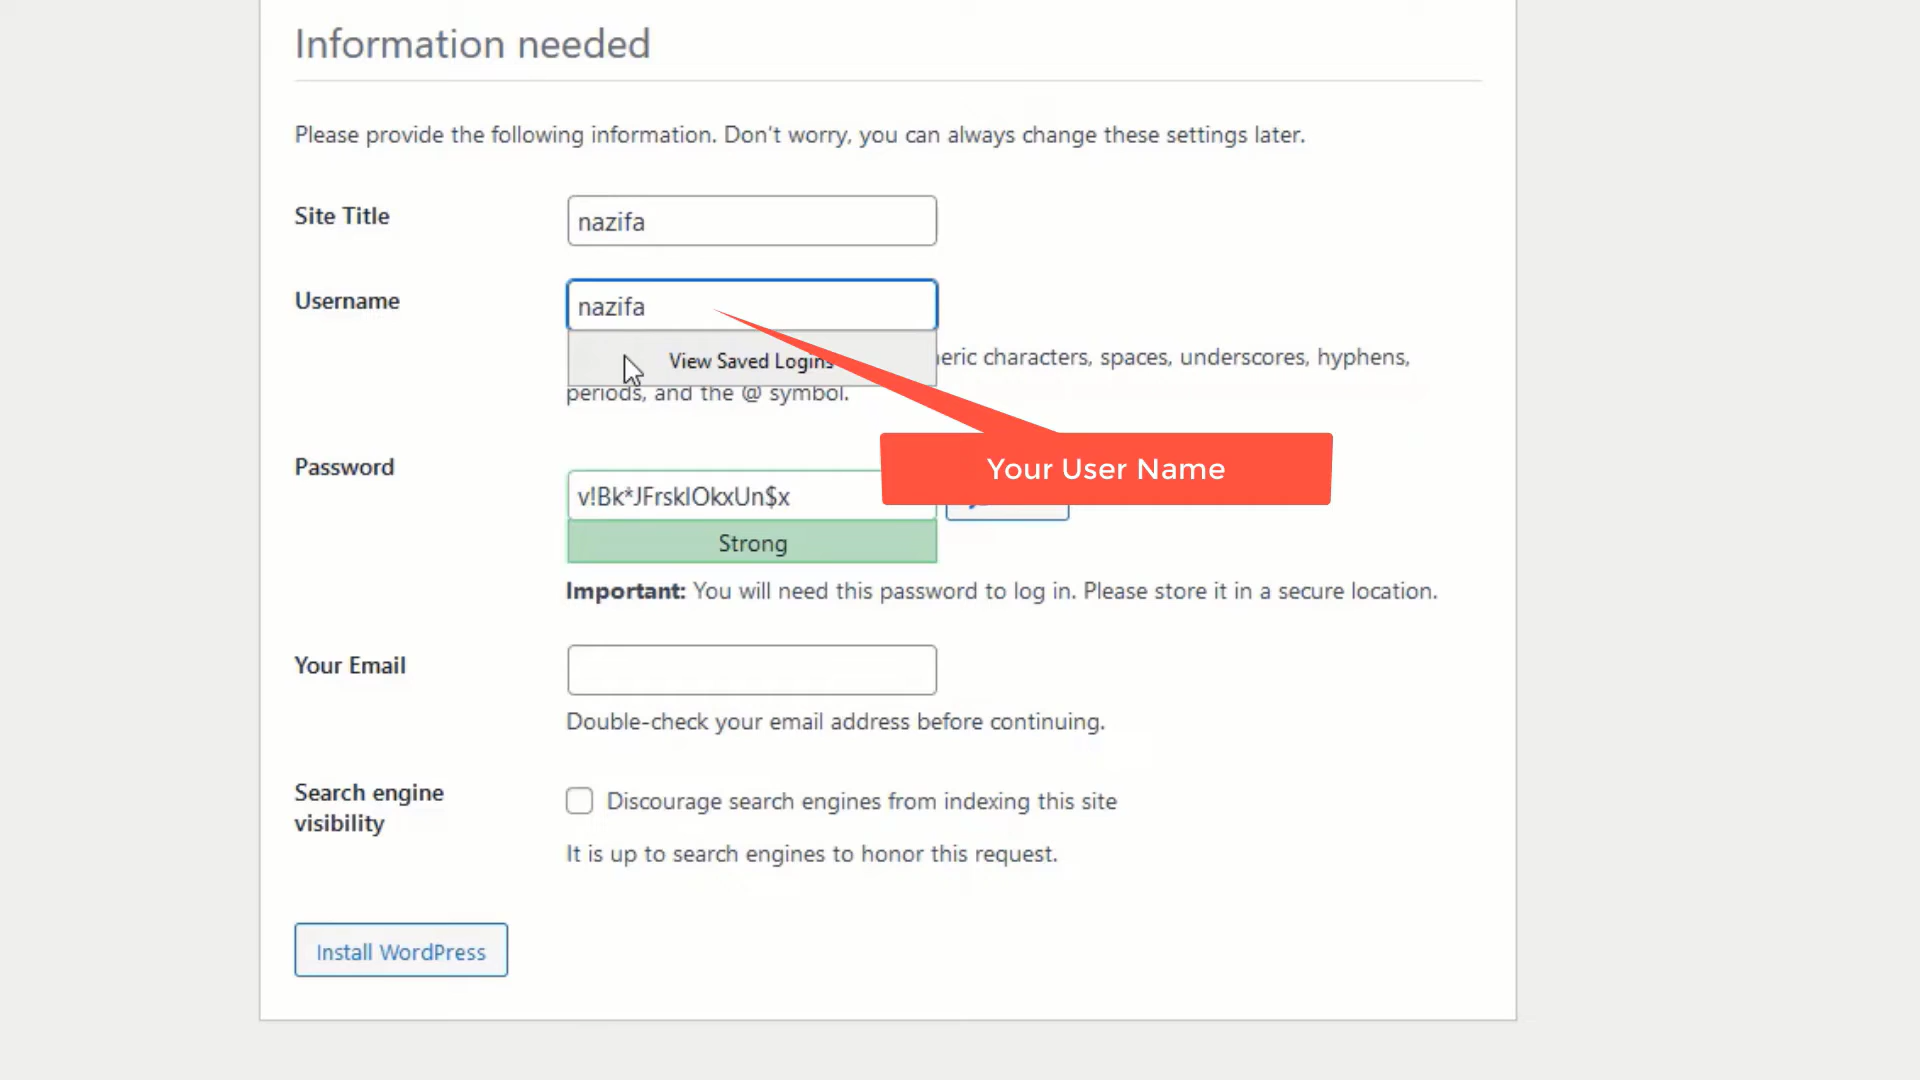 Information needed
Please provide the following information. Don't worry, you can always change these settings later.
Site Title
nazifa
Username
nazifa
View Saved Logins
characters, spaces, underscores, hyphens,
periods, and the @ symbol.
Your User Name
Password
v!Bk*JFrsklOkxUn$x
Strong
Important: You will need this password to log in. Please store it in a secure location.
Your Email
Double-check your email address before continuing.
Search engine
visibility
Discourage search engines from indexing this site
It is up to search engines to honor this request.
Install WordPress